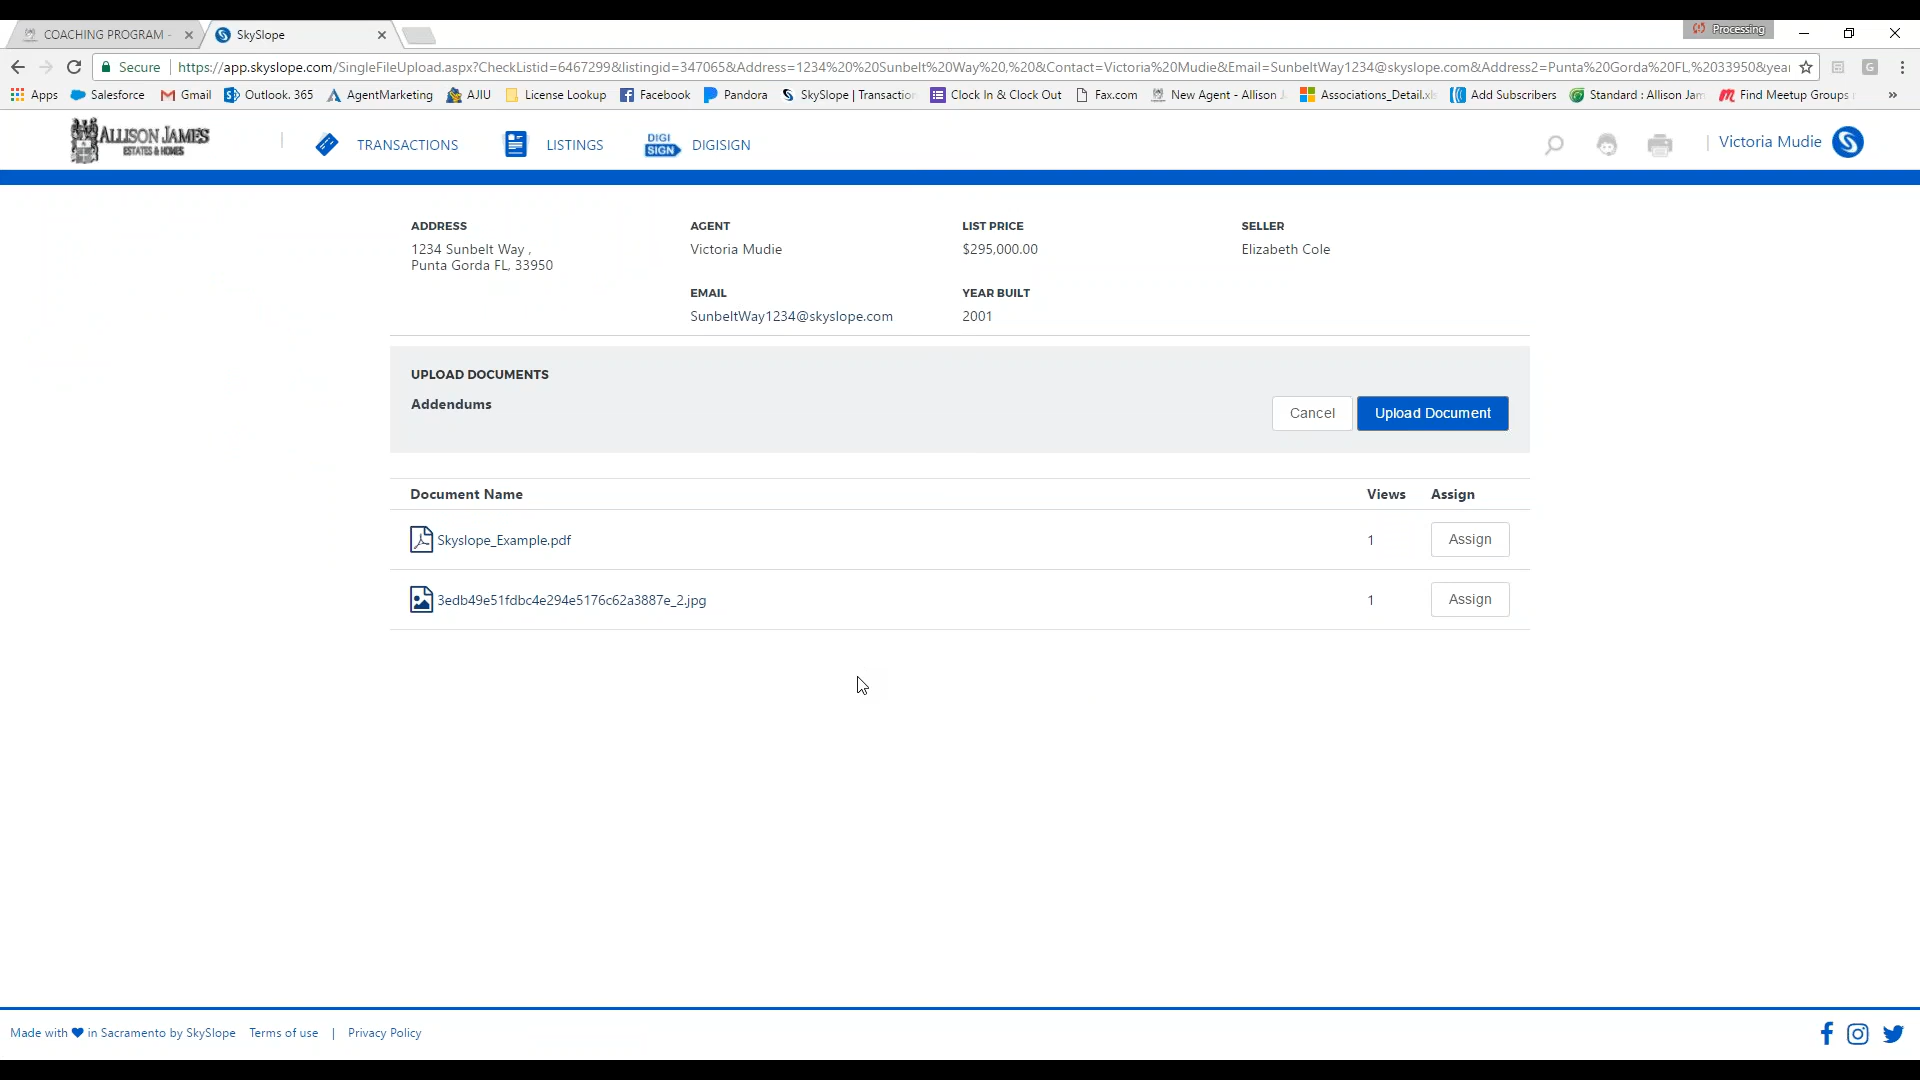 COACHING PROGRAM -
SkySlope
Processing
Secure
https://app.skyslope.com/SingleFileUpload.aspx?CheckListid=6467299&listingid=347065&Address=1234%20%20Sunbelt%20Way%20,%20&Contact=Victoria%20Mudie&Email=SunbeltWay1234@skyslope.com&Address2=Punta%20Gorda%20FL,%2033950&yea
Apps
Salesforce
Gmail
Outlook. 365
AgentMarketing
AJIU
License Lookup
Facebook
Pandora
SkySlope | Transaction
Clock In & Clock Out
Fax.com
New Agent - Allison J
Associations_Detail.xls
Add Subscribers
Standard : Allison Jam
Find Meetup Groups
»
ALLISON JAMES
ESTATES & HOMES
TRANSACTIONS
LISTINGS
DIGI
SIGN
DIGISIGN
Victoria Mudie
ADDRESS
1234 Sunbelt Way ,
Punta Gorda FL, 33950
AGENT
Victoria Mudie
LIST PRICE
$295,000.00
SELLER
Elizabeth Cole
EMAIL
SunbeltWay1234@skyslope.com
YEAR BUILT
2001
UPLOAD DOCUMENTS
Addendums
Cancel
Upload Document
Document Name Views Assign
Skyslope_Example.pdf 1 Assign
3edb49e51fdbc4e294e5176c62a3887e_2.jpg 1 Assign
Made with in Sacramento by SkySlope Terms of use | Privacy Policy